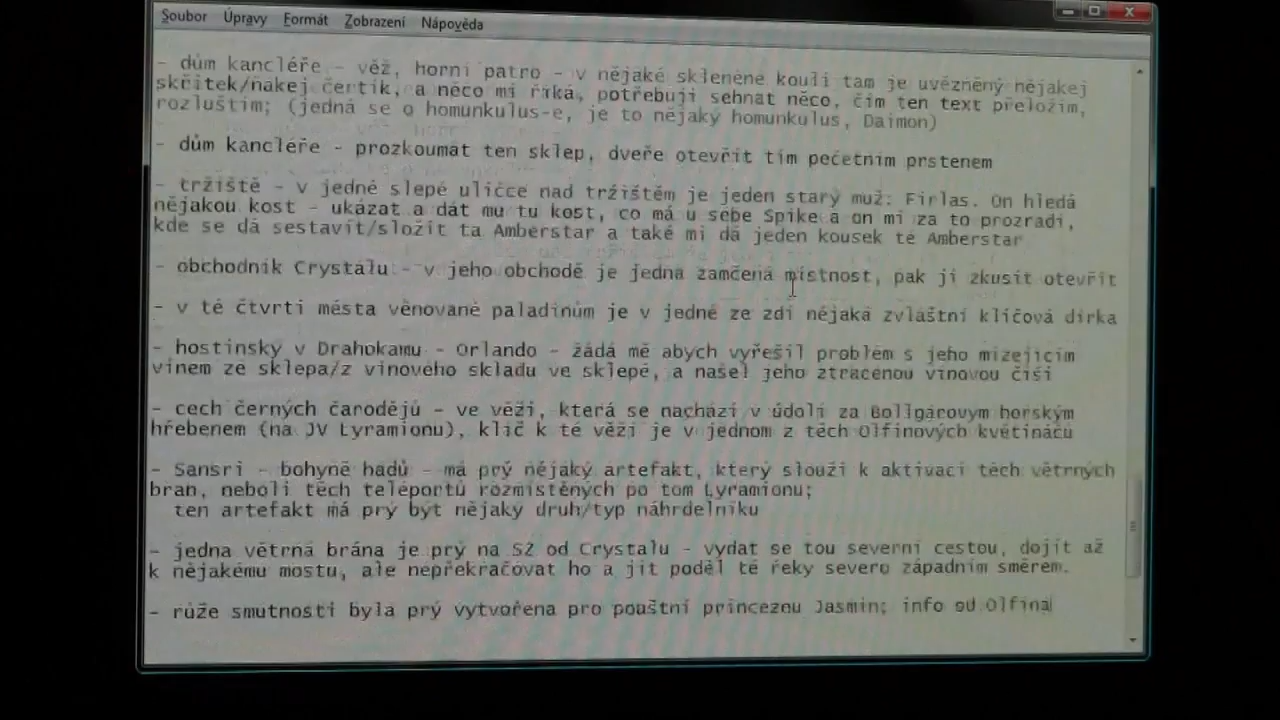 Soubor Úpravy Formát Zobrazení Nápověda
- dům kancléře - věž, horní patro - v nějaké skleněné kouli tam je uvězněný nějakej
skřítek/ňákej čertík, a něco mi říká, potřebuji sehnat něco, čím ten text přeložím,
rozluštím; (jedná se o homunkulus-e, je to nějaký homunkulus, Daimon)
- dům kancléře - prozkoumat ten sklep, dveře otevřít tím pečetním prstenem
- tržiště - v jedné slepé uličce nad tržištěm je jeden starý muž: Firlas. On hledá
nějakou kost - ukázat a dát mu tu kost, co má u sebe Spike a on mi za to prozradí,
kde se dá sestavit/složit ta Amberstar a také mi dá jeden kousek té Amberstar
- obchodník Crystalu - v jeho obchodě je jedna zamčená místnost, pak ji zkusit otevřít
- v té čtvrti města věnované paladinům je v jedné ze zdí nějaká zvláštní klíčová dírka
- hostinský v Drahokamu - Orlando - žádá mě abych vyřešil problém s jeho mizejícím
vínem ze sklepa/z vínového skladu ve sklepě, a našel jeho ztracenou vínovou číši
- cech černých čarodějů - ve věži, která se nachází v údolí za Bollgarovým horským
hřebenem (na JV Lyramionu), klíč k té věži je v jednom z těch Olfinových květináčů
- Sansri - bohyně hadů - má prý nějaký artefakt, který slouží k aktivaci těch větrných
bran, neboli těch teleportů rozmístěných po tom Lyramionu;
ten artefakt má prý být nějaký druh/typ náhrdelníku
- jedna větrná brána je prý na SZ od Crystalu - vydat se tou severní cestou, dojít až
k nějakému mostu, ale nepřekračovat ho a jít podél té řeky severo západním směrem.
- růže smutnosti byla prý vytvořena pro pouštní princeznu Jasmin; info od Olfina